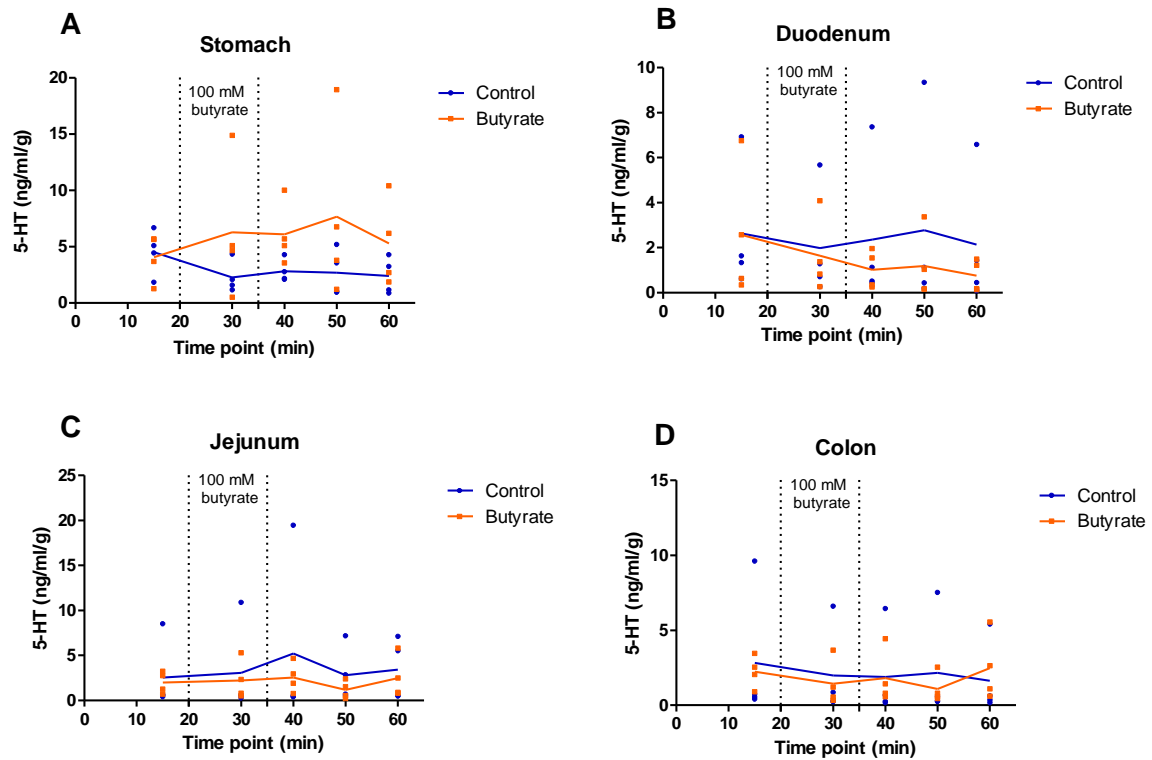 A
Stomach
20
15
10
5
0
5-HT (ng/ml/g)
100 mM
butyrate
Control
Butyrate
0 10 20 30 40 50 60
Time point (min)
B
Duodenum
10
8
6
4
2
0
5-HT (ng/ml/g)
100 mM
butyrate
Control
Butyrate
0 10 20 30 40 50 60
Time point (min)
C
Jejunum
25
20
15
10
5
0
5-HT (ng/ml/g)
100 mM
butyrate
Control
Butyrate
0 10 20 30 40 50 60
Time point (min)
D
Colon
15
10
5
0
5-HT (ng/ml/g)
100 mM
butyrate
Control
Butyrate
0 10 20 30 40 50 60
Time point (min)